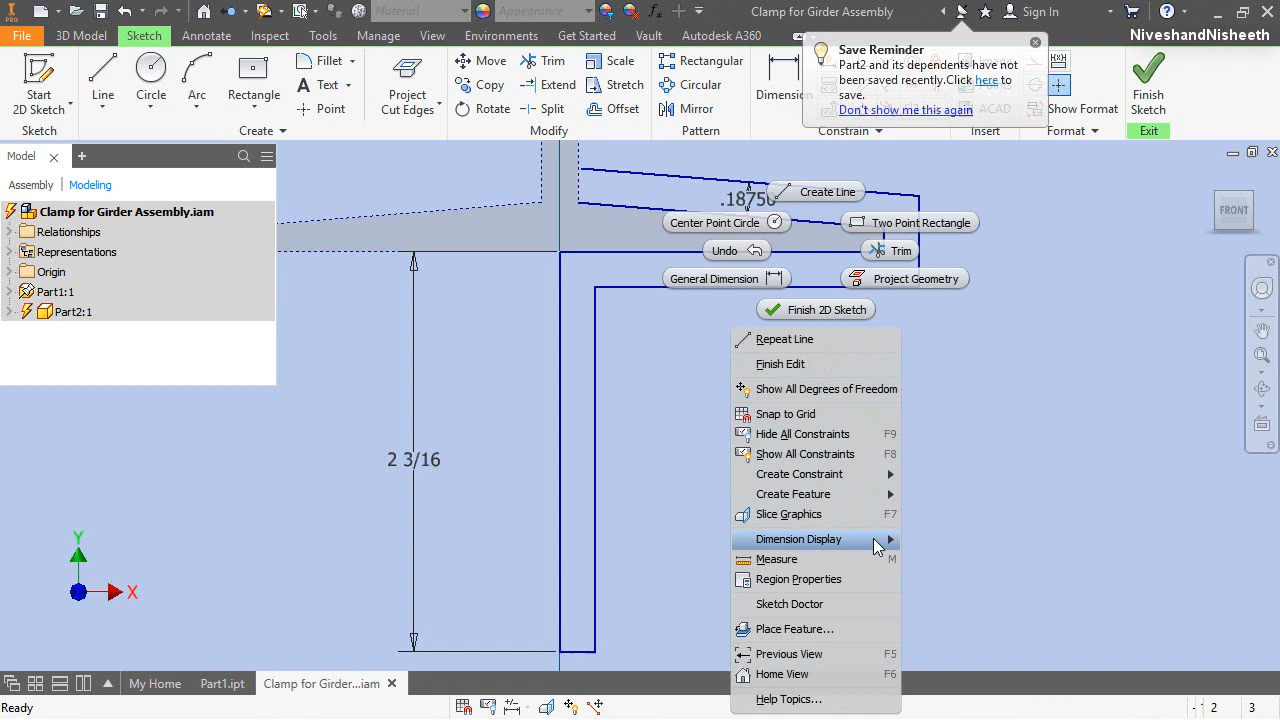 PRO
Material
Appearance
Clamp for Girder Assembly
Sign In
File
3D Model
Sketch
Annotate
Inspect
Tools
Manage
View
Environments
Get Started
Vault
Autodesk A360
NiveshandNisheeth
Start
2D Sketch
Line
Circle
Arc
Rectangle
Fillet
Text
Point
Project
Cut Edges
Move
Copy
Rotate
Trim
Extend
Split
Scale
Stretch
Offset
Rectangular
Circular
Mirror
Dimension
Save Reminder
Part2 and its dependents have not
been saved recently.Click here to
save.
Don't show me this again
ACAD
Show Format
Finish
Sketch
Sketch
Create
Modify
Pattern
Constrain
Insert
Format
Exit
Model
Assembly
Modeling
Clamp for Girder Assembly.iam
Relationships
Representations
Origin
Part1:1
Part2:1
FRONT
.18750
2 3/16
Create Line
Center Point Circle
Two Point Rectangle
Undo
Trim
General Dimension
Project Geometry
Finish 2D Sketch
Repeat Line
Finish Edit
Show All Degrees of Freedom
Snap to Grid
Hide All Constraints F9
Show All Constraints F8
Create Constraint
Create Feature
Slice Graphics F7
Dimension Display
Measure M
Region Properties
Sketch Doctor
Place Feature...
Previous View F5
Home View F6
Help Topics...
Y
X
My Home
Part1.ipt
Clamp for Girder...iam
Ready
2
3